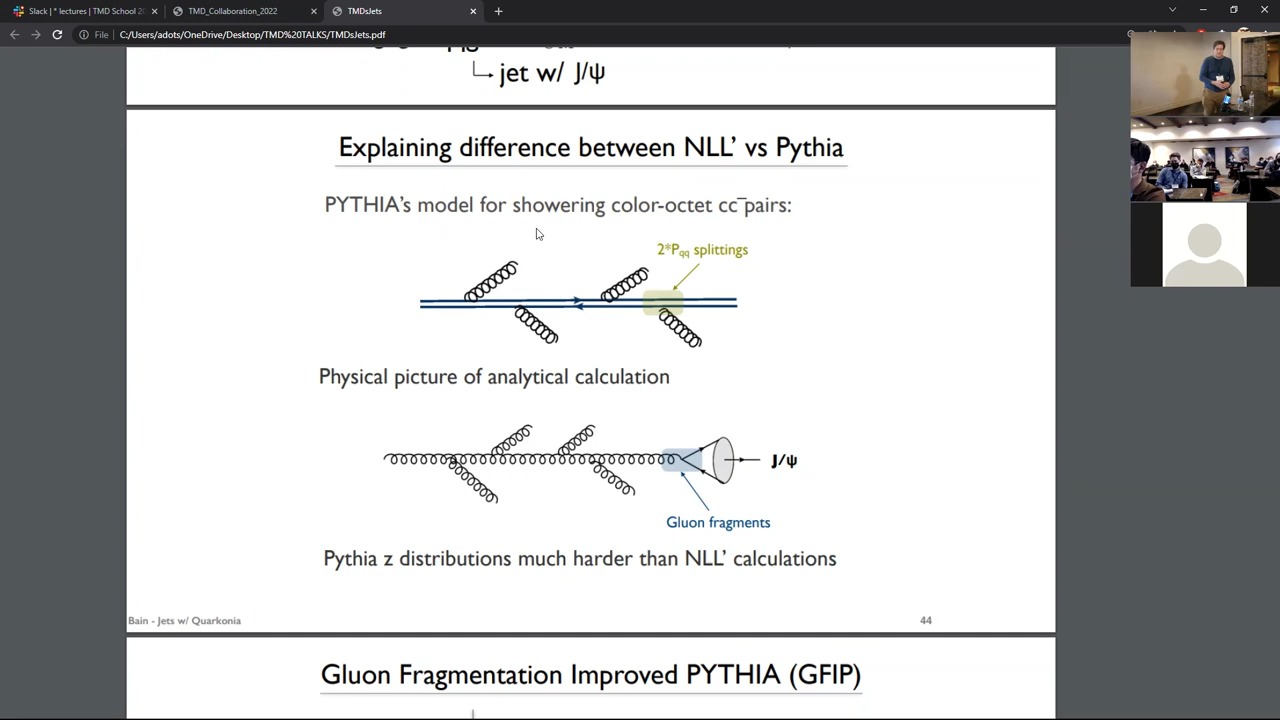 Slack | * lectures | TMD School 2
TMD_Collaboration_2022
TMDsJets
File
C:/Users/adots/OneDrive/Desktop/TMD%20TALKS/TMDsJets.pdf
jet w/ J/ψ
Explaining difference between NLL’ vs Pythia
PYTHIA’s model for showering color-octet cc̅ pairs:
2*Pqq splittings
Physical picture of analytical calculation
J/ψ
Gluon fragments
Pythia z distributions much harder than NLL’ calculations
Bain - Jets w/ Quarkonia
44
Gluon Fragmentation Improved PYTHIA (GFIP)